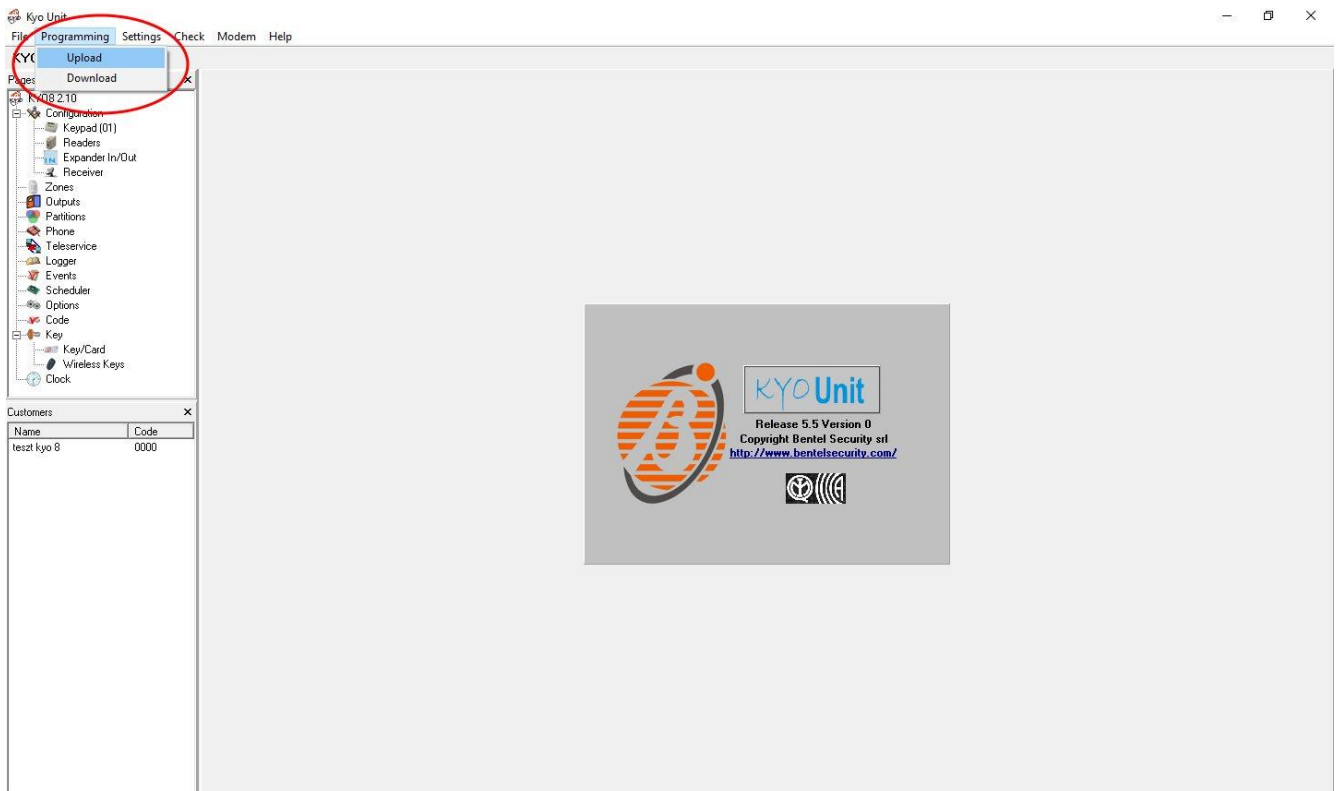 Kyo Unit
File Programming Settings Check Modem Help
KYO
Upload
Download
Pages
KYO8 2.10
Configuration
Keypad (01)
Readers
IN
Expander In/Out
Receiver
Zones
Outputs
Partitions
Phone
Teleservice
Logger
Events
Scheduler
Options
Code
Key
Key/Card
Wireless Keys
Clock
Customers
Name Code
teszt kyo 8 0000
KYO Unit
Release 5.5 Version 0
Copyright Bentel Security srl
http://www.bentelsecurity.com/